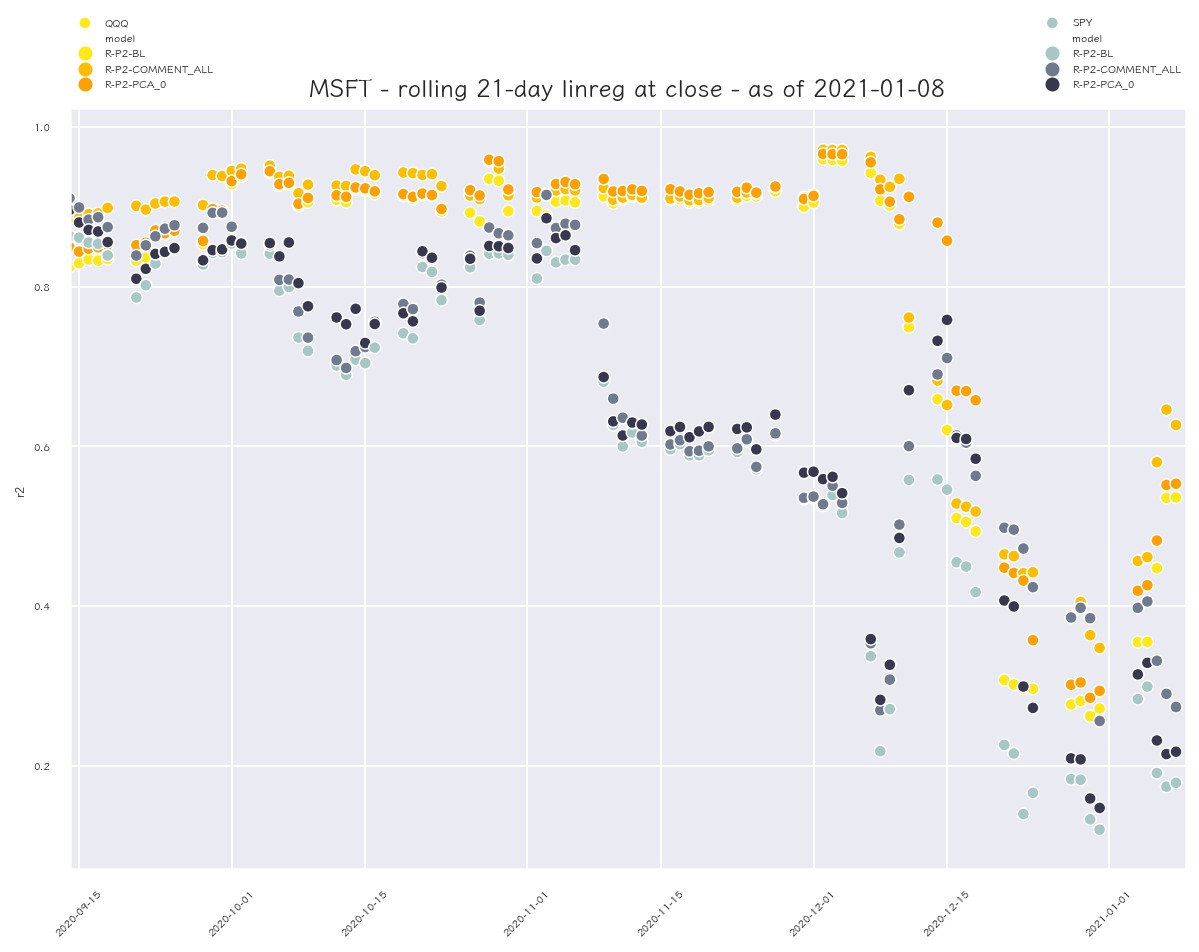 QQQ
model
R-P2-BL
R-P2-COMMENT_ALL
R-P2-PCA_0
SPY
model
R-P2-BL
R-P2-COMMENT_ALL
R-P2-PCA_0
MSFT - rolling 21-day linreg at close - as of 2021-01-08
1.0
0.8
0.6
0.4
0.2
r2
2020-09-15
2020-10-01
2020-10-15
2020-11-01
2020-11-15
2020-12-01
2020-12-15
2021-01-01